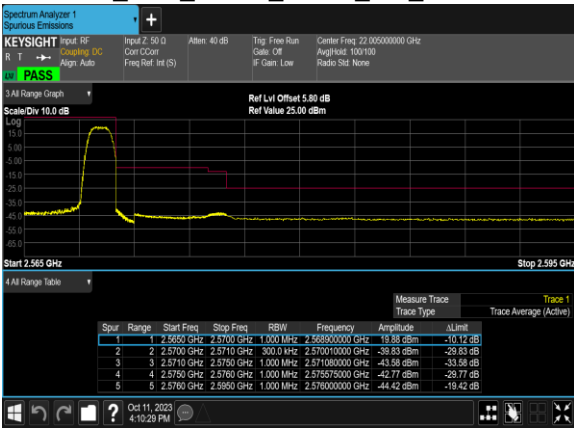 Spectrum Analyzer 1
Spurious Emissions
KEYSIGHT Input: RF Input Z: 50 Ω Atten: 40 dB Trig: Free Run Center Freq: 22.005000000 GHz
R T Coupling: DC Corr CCorr Gate: Off Avg|Hold: 100/100
Align: Auto Freq Ref: Int (S) IF Gain: Low Radio Std: None
PASS
3 All Range Graph
Ref Lvl Offset 5.80 dB
Scale/Div 10.0 dB Ref Value 25.00 dBm
Log
15.0
5.00
-5.00
-15.0
-25.0
-35.0
-45.0
-55.0
-65.0
Start 2.565 GHz Stop 2.595 GHz
4 All Range Table
Measure Trace Trace 1
Trace Type Trace Average (Active)
Spur Range Start Freq Stop Freq RBW Frequency Amplitude ΔLimit
1 1 2.5650 GHz 2.5700 GHz 1.000 MHz 2.568900000 GHz 19.88 dBm -10.12 dB
2 2 2.5700 GHz 2.5710 GHz 300.0 kHz 2.570010000 GHz -39.83 dBm -29.83 dB
3 3 2.5710 GHz 2.5750 GHz 1.000 MHz 2.571080000 GHz -43.58 dBm -33.58 dB
4 4 2.5750 GHz 2.5760 GHz 1.000 MHz 2.575575000 GHz -42.77 dBm -29.77 dB
5 5 2.5760 GHz 2.5950 GHz 1.000 MHz 2.576000000 GHz -44.42 dBm -19.42 dB
? Oct 11, 2023
4:10:29 PM